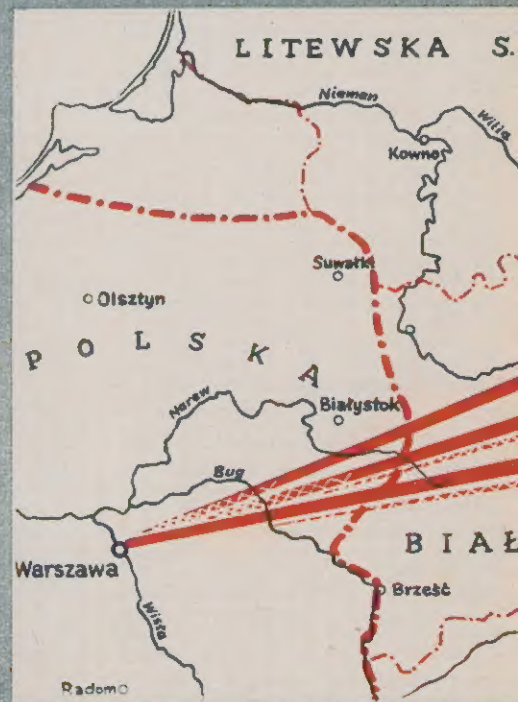 LITEWSKA S.
Niemen
Wilia
Kowno
Suwałki
Olsztyn
POLSKA
Narew
Białystok
Bug
BIAŁ
Warszawa
Brześć
Wisła
Radom